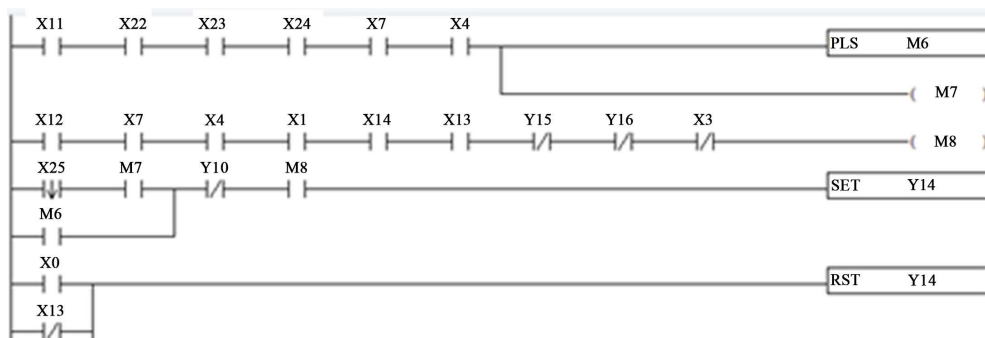 X11 X22 X23 X24 X7 X4
PLS M6
M7
X12 X7 X4 X1 X14 X13 Y15 Y16 X3
M8
X25 M7 Y10 M8
SET Y14
M6
X0
RST Y14
X13